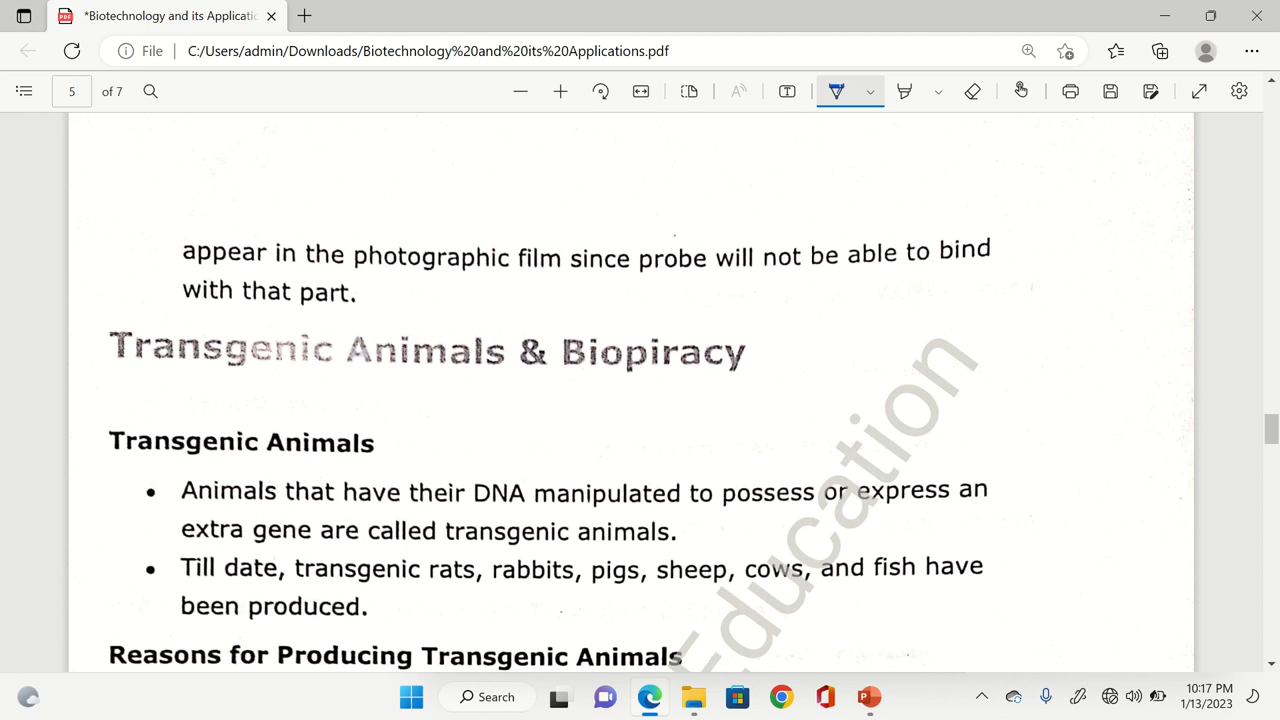 *Biotechnology and its Applicatio
File C:/Users/admin/Downloads/Biotechnology%20and%20its%20Applications.pdf
5 of 7
appear in the photographic film since probe will not be able to bind
with that part.
Transgenic Animals & Biopiracy
Transgenic Animals
• Animals that have their DNA manipulated to possess or express an
extra gene are called transgenic animals.
• Till date, transgenic rats, rabbits, pigs, sheep, cows, and fish have
been produced.
Reasons for Producing Transgenic Animals
Education
Search
10:17 PM
1/13/2023